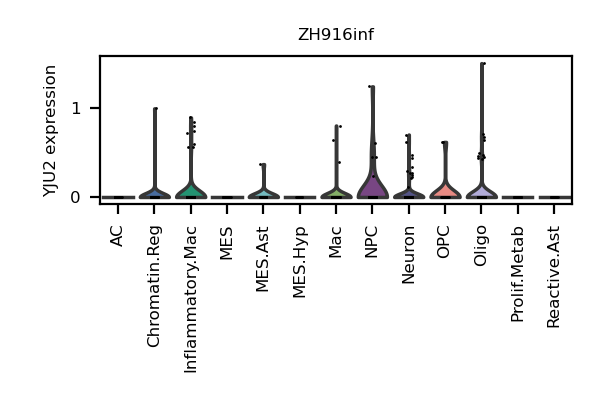 ZH916inf
YJU2 expression
1
0
AC
Chromatin.Reg
Inflammatory.Mac
MES
MES.Ast
MES.Hyp
Mac
NPC
Neuron
OPC
Oligo
Prolif.Metab
Reactive.Ast